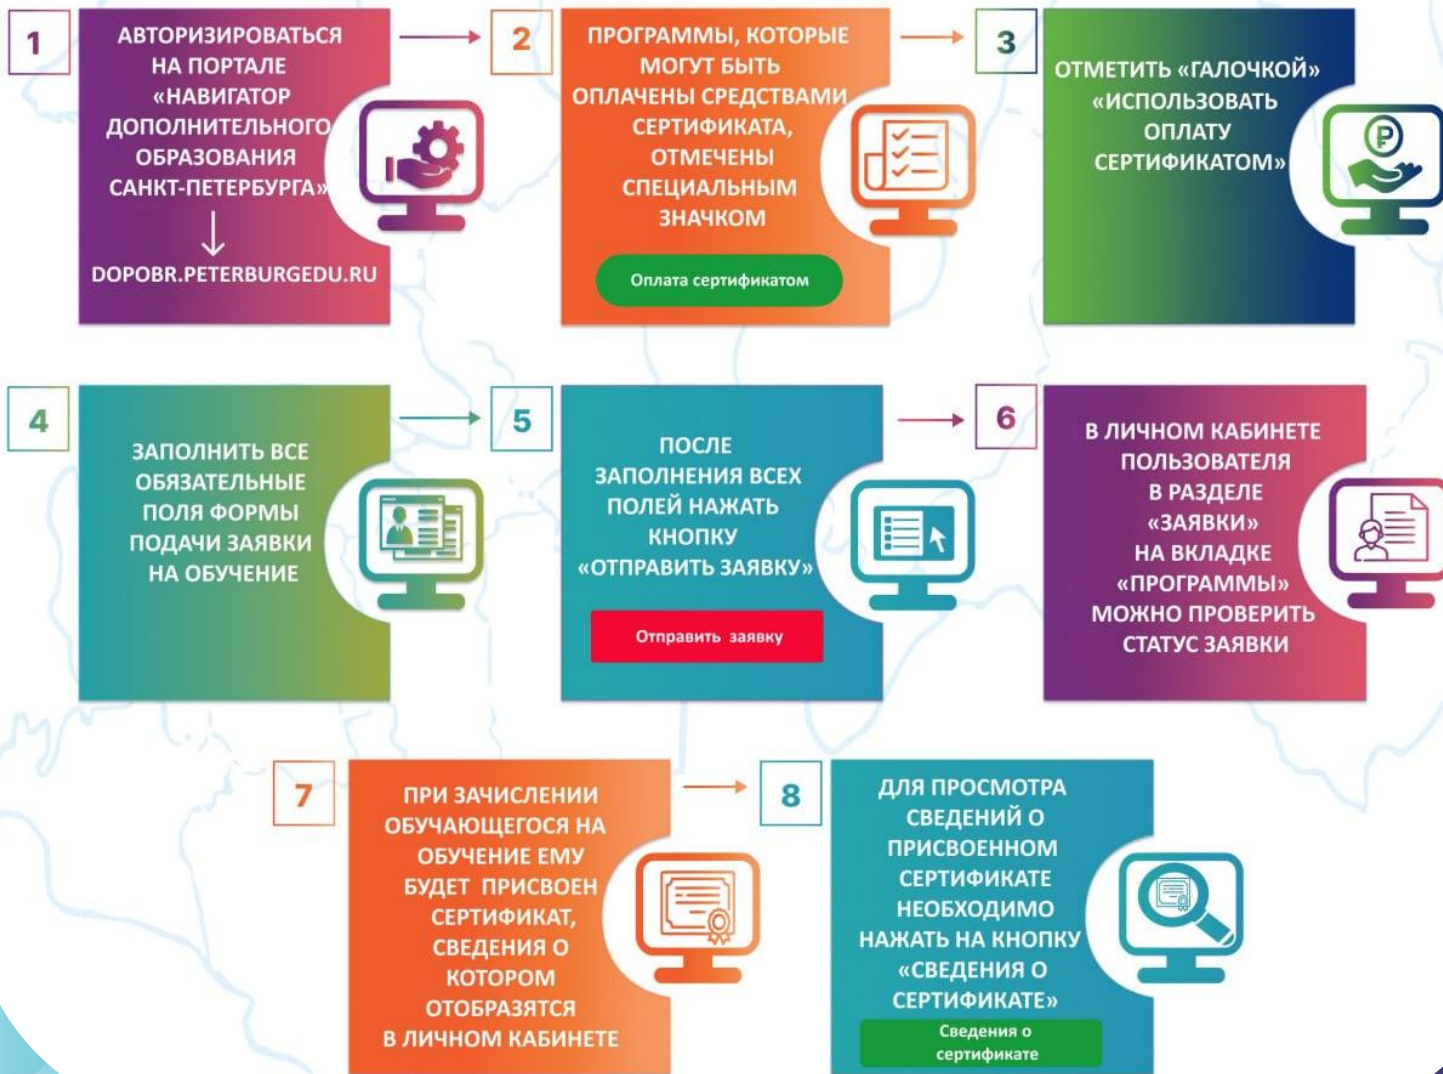 1
АВТОРИЗИРОВАТЬСЯ
НА ПОРТАЛЕ
«НАВИГАТОР
ДОПОЛНИТЕЛЬНОГО
ОБРАЗОВАНИЯ
САНКТ-ПЕТЕРБУРГА»
DOPOBR.PETERBURGEDU.RU
2
ПРОГРАММЫ, КОТОРЫЕ
МОГУТ БЫТЬ
ОПЛАЧЕНЫ СРЕДСТВАМИ
СЕРТИФИКАТА,
ОТМЕЧЕНЫ
СПЕЦИАЛЬНЫМ
ЗНАЧКОМ
Оплата сертификатом
3
ОТМЕТИТЬ «ГАЛОЧКОЙ»
«ИСПОЛЬЗОВАТЬ
ОПЛАТУ
СЕРТИФИКАТОМ»
4
ЗАПОЛНИТЬ ВСЕ
ОБЯЗАТЕЛЬНЫЕ
ПОЛЯ ФОРМЫ
ПОДАЧИ ЗАЯВКИ
НА ОБУЧЕНИЕ
5
ПОСЛЕ
ЗАПОЛНЕНИЯ ВСЕХ
ПОЛЕЙ НАЖАТЬ
КНОПКУ
«ОТПРАВИТЬ ЗАЯВКУ»
Отправить заявку
6
В ЛИЧНОМ КАБИНЕТЕ
ПОЛЬЗОВАТЕЛЯ
В РАЗДЕЛЕ
«ЗАЯВКИ»
НА ВКЛАДКЕ
«ПРОГРАММЫ»
МОЖНО ПРОВЕРИТЬ
СТАТУС ЗАЯВКИ
7
ПРИ ЗАЧИСЛЕНИИ
ОБУЧАЮЩЕГОСЯ НА
ОБУЧЕНИЕ ЕМУ
БУДЕТ ПРИСВОЕН
СЕРТИФИКАТ,
СВЕДЕНИЯ О
КОТОРОМ
ОТОБРАЗЯТСЯ
В ЛИЧНОМ КАБИНЕТЕ
8
ДЛЯ ПРОСМОТРА
СВЕДЕНИЙ О
ПРИСВОЕННОМ
СЕРТИФИКАТЕ
НЕОБХОДИМО
НАЖАТЬ НА КНОПКУ
«СВЕДЕНИЯ О
СЕРТИФИКАТЕ»
Сведения о
сертификате